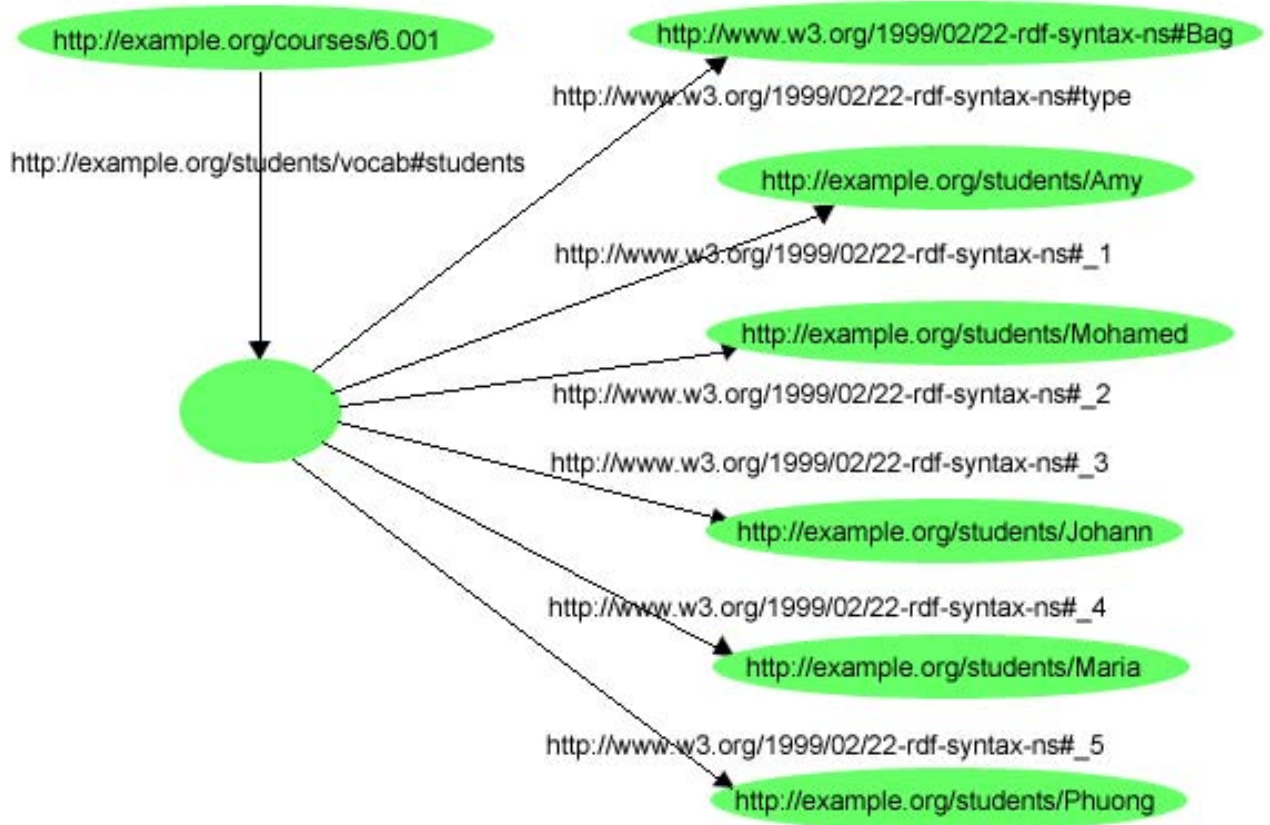 http://example.org/courses/6.001
http://www.w3.org/1999/02/22-rdf-syntax-ns#Bag
http://www.w3.org/1999/02/22-rdf-syntax-ns#type
http://example.org/students/vocab#students
http://example.org/students/Amy
http://www.w3.org/1999/02/22-rdf-syntax-ns#_1
http://example.org/students/Mohamed
http://www.w3.org/1999/02/22-rdf-syntax-ns#_2
http://www.w3.org/1999/02/22-rdf-syntax-ns#_3
http://example.org/students/Johann
http://www.w3.org/1999/02/22-rdf-syntax-ns#_4
http://example.org/students/Maria
http://www.w3.org/1999/02/22-rdf-syntax-ns#_5
http://example.org/students/Phuong